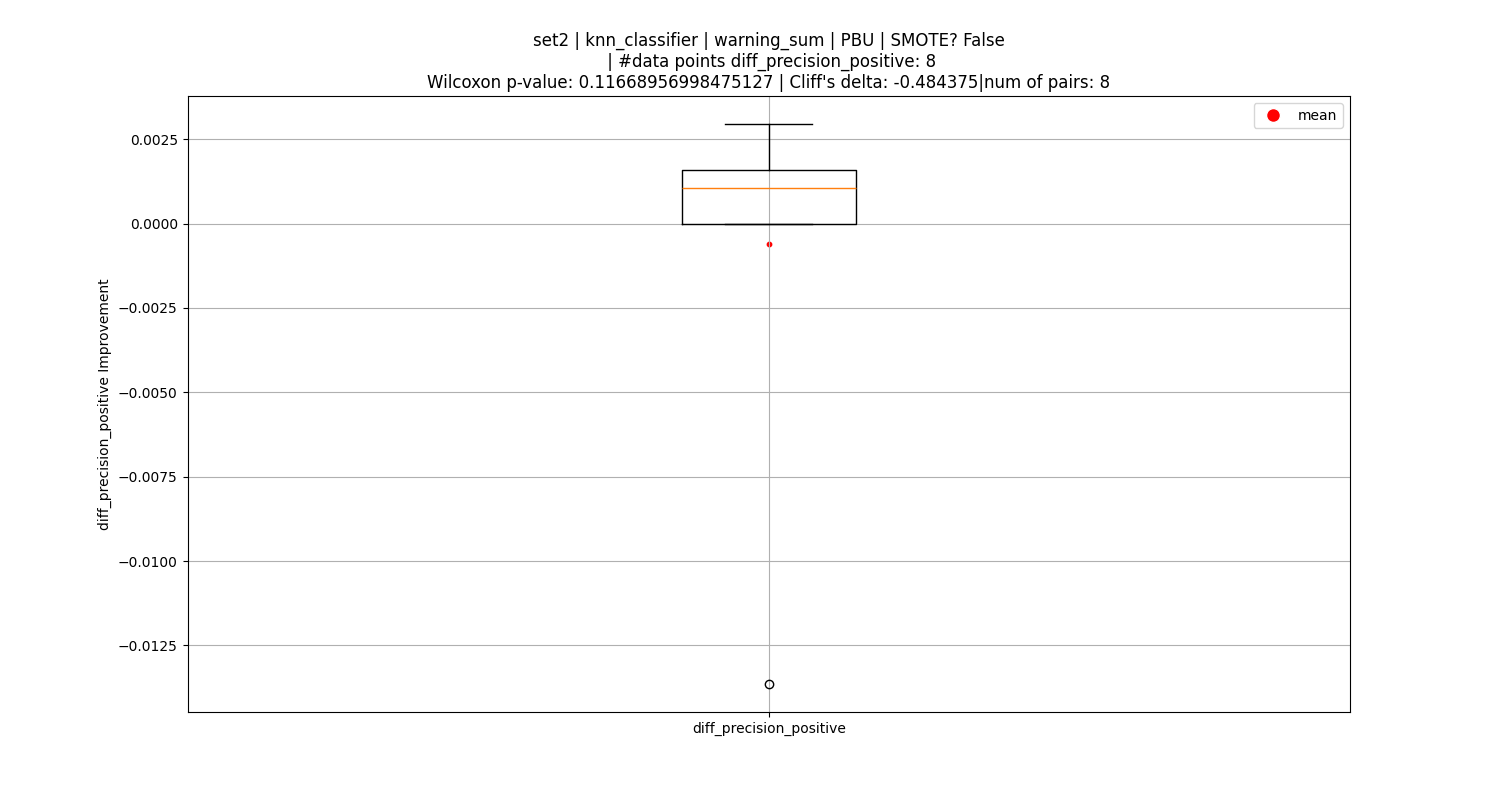 set2 | knn_classifier | warning_sum | PBU | SMOTE? False
| #data points diff_precision_positive: 8
Wilcoxon p-value: 0.11668956998475127 | Cliff's delta: -0.484375|num of pairs: 8
mean
0.0025
0.0000
−0.0025
−0.0050
−0.0075
−0.0100
−0.0125
diff_precision_positive Improvement
diff_precision_positive